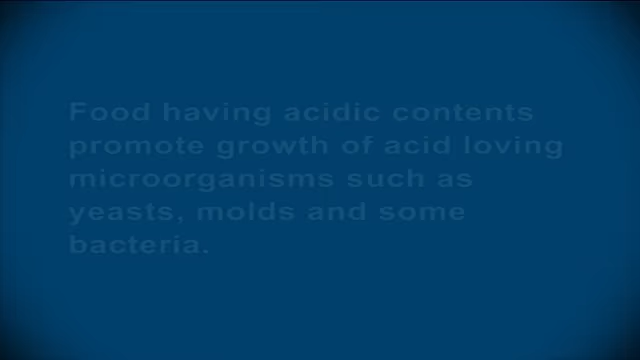 Food having acidic contents
promote growth of acid loving
microorganisms such as
yeasts, molds and some
bacteria.